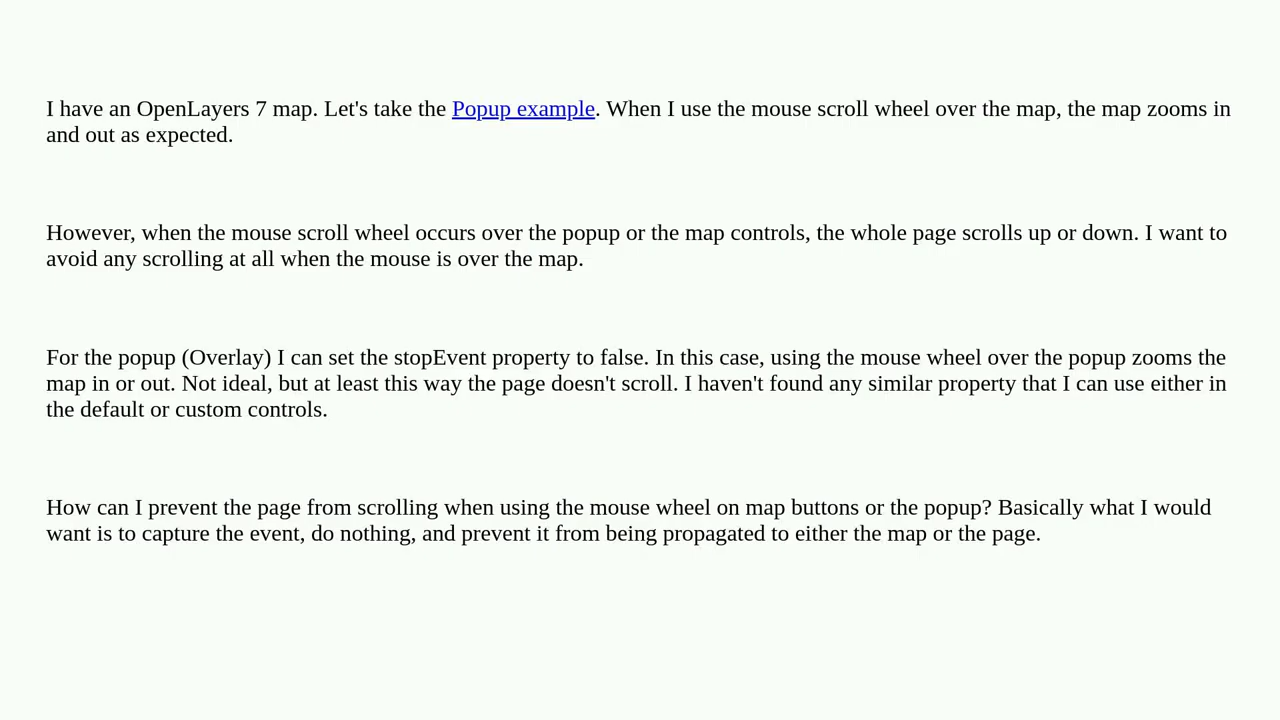 I have an OpenLayers 7 map. Let's take the Popup example. When I use the mouse scroll wheel over the map, the map zooms in
and out as expected.
However, when the mouse scroll wheel occurs over the popup or the map controls, the whole page scrolls up or down. I want to
avoid any scrolling at all when the mouse is over the map.
For the popup (Overlay) I can set the stopEvent property to false. In this case, using the mouse wheel over the popup zooms the
map in or out. Not ideal, but at least this way the page doesn't scroll. I haven't found any similar property that I can use either in
the default or custom controls.
How can I prevent the page from scrolling when using the mouse wheel on map buttons or the popup? Basically what I would
want is to capture the event, do nothing, and prevent it from being propagated to either the map or the page.